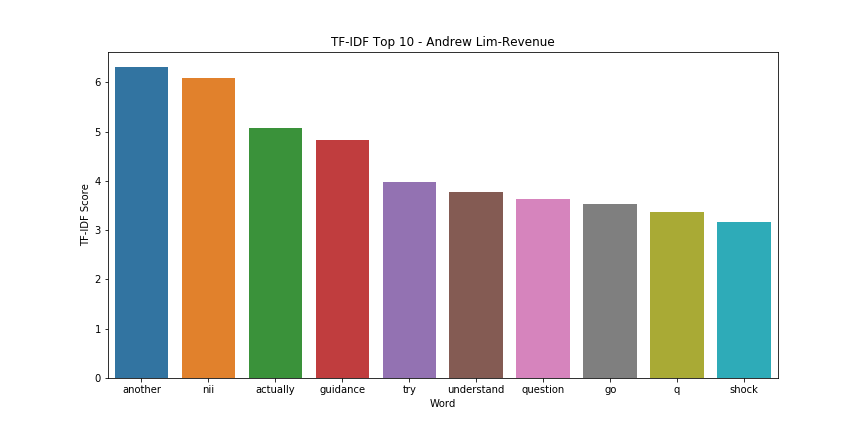 TF-IDF Top 10 - Andrew Lim-Revenue
TF-IDF Score
6
5
4
3
2
1
0
another nii actually guidance try understand question go q shock
Word